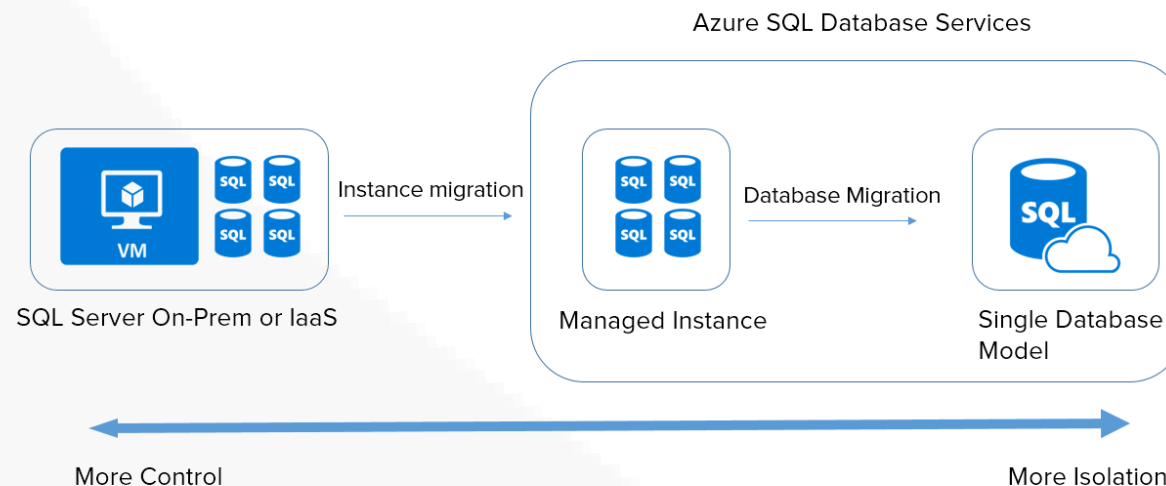 Azure SQL Database Services
VM
SQL
SQL
SQL
SQL
Instance migration
SQL
SQL
SQL
SQL
Database Migration
SQL
SQL Server On-Prem or IaaS
Managed Instance
Single Database
Model
More Control
More Isolation